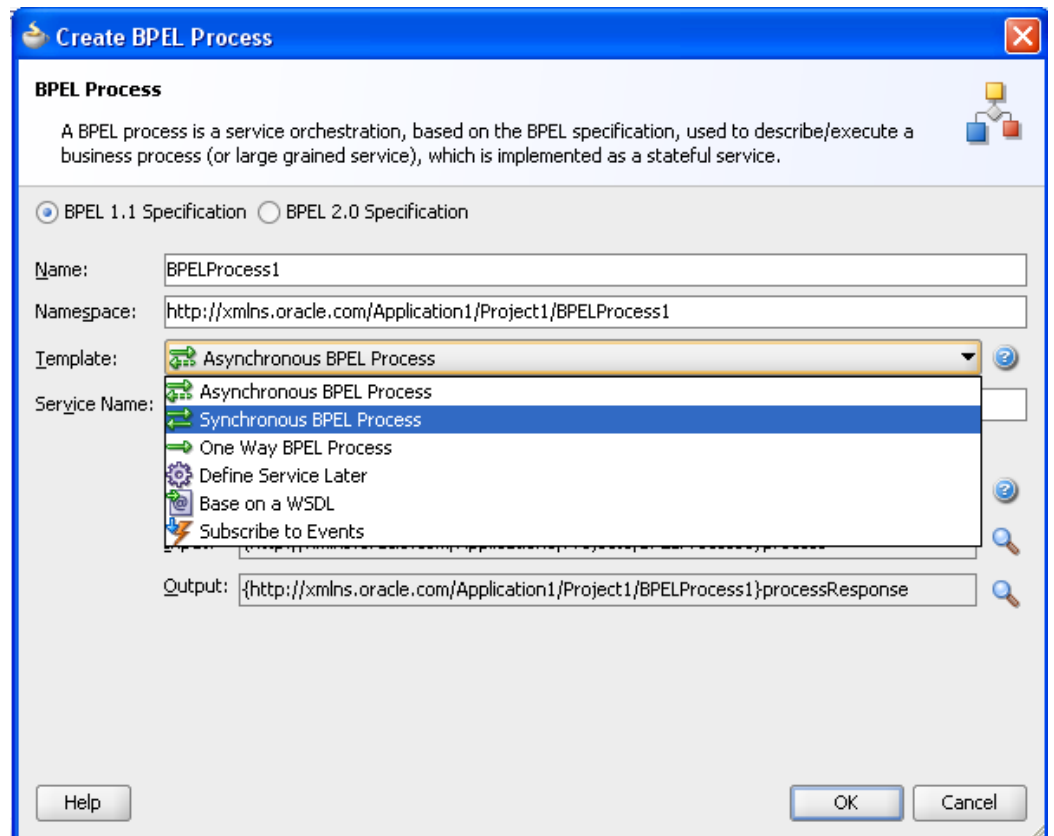 Create BPEL Process
BPEL Process
A BPEL process is a service orchestration, based on the BPEL specification, used to describe/execute a
business process (or large grained service), which is implemented as a stateful service.
BPEL 1.1 Specification BPEL 2.0 Specification
Name: BPELProcess1
Namespace: http://xmlns.oracle.com/Application1/Project1/BPELProcess1
Template: Asynchronous BPEL Process
Asynchronous BPEL Process
Service Name:
Synchronous BPEL Process
One Way BPEL Process
Define Service Later
Base on a WSDL
Subscribe to Events
Output: {http://xmlns.oracle.com/Application1/Project1/BPELProcess1}processResponse
Help OK Cancel